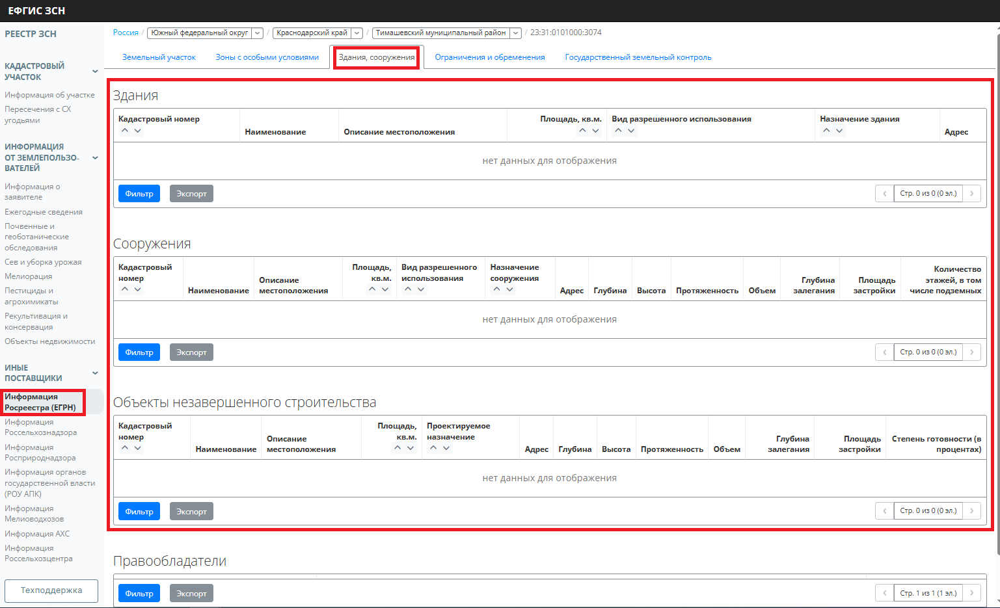 ЕФГИС ЗСН
РЕЕСТР ЗСН
КАДАСТРОВЫЙ
УЧАСТОК
Информация об участке
Пересечения с СХ
угодьями
ИНФОРМАЦИЯ
ОТ ЗЕМЛЕПОЛЬЗО-
ВАТЕЛЕЙ
Информация о
заявителе
Ежегодные сведения
Почвенные и
геоботанические
обследования
Сев и уборка урожая
Мелиорация
Пестициды и
агрохимикаты
Рекультивация и
консервация
Объекты недвижимости
ИНЫЕ
ПОСТАВЩИКИ
Информация
Росреестра (ЕГРН)
Информация
Россельхознадзора
Информация
Росприроднадзора
Информация органов
государственной власти
(РОУ АПК)
Информация
Мелиоводхозов
Информация АХС
Информация
Россельхозцентра
Техподдержка
Россия / Южный федеральный округ / Краснодарский край / Тимашевский муниципальный район / 23:31:0101000:3074
Земельный участок Зоны с особыми условиями Здания, сооружения Ограничения и обременения Государственный земельный контроль
Здания
Кадастровый номер Наименование Описание местоположения Площадь, кв.м. Вид разрешенного использования Назначение здания Адрес
нет данных для отображения
Фильтр Экспорт Стр. 0 из 0 (0 эл.)
Сооружения
Кадастровый номер Наименование Описание местоположения Площадь, кв.м. Вид разрешенного использования Назначение сооружения Адрес Глубина Высота Протяженность Объем Глубина залегания Площадь застройки Количество этажей, в том числе подземных
нет данных для отображения
Фильтр Экспорт Стр. 0 из 0 (0 эл.)
Объекты незавершенного строительства
Кадастровый номер Наименование Описание местоположения Площадь, кв.м. Проектируемое назначение Адрес Глубина Высота Протяженность Объем Глубина залегания Площадь застройки Степень готовности (в процентах)
нет данных для отображения
Фильтр Экспорт Стр. 0 из 0 (0 эл.)
Правообладатели
Фильтр Экспорт Стр. 1 из 1 (1 эл.)